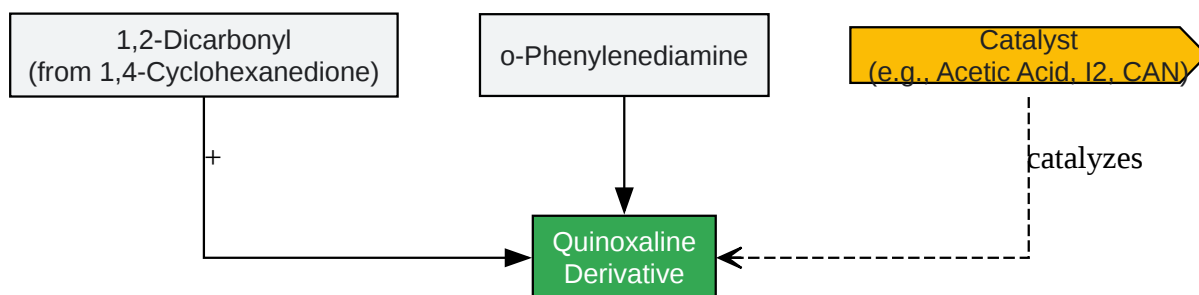 1,2-Dicarbonyl
(from 1,4-Cyclohexanedione)
o-Phenylenediamine
Catalyst
(e.g., Acetic Acid, I2, CAN)
+
catalyzes
Quinoxaline
Derivative